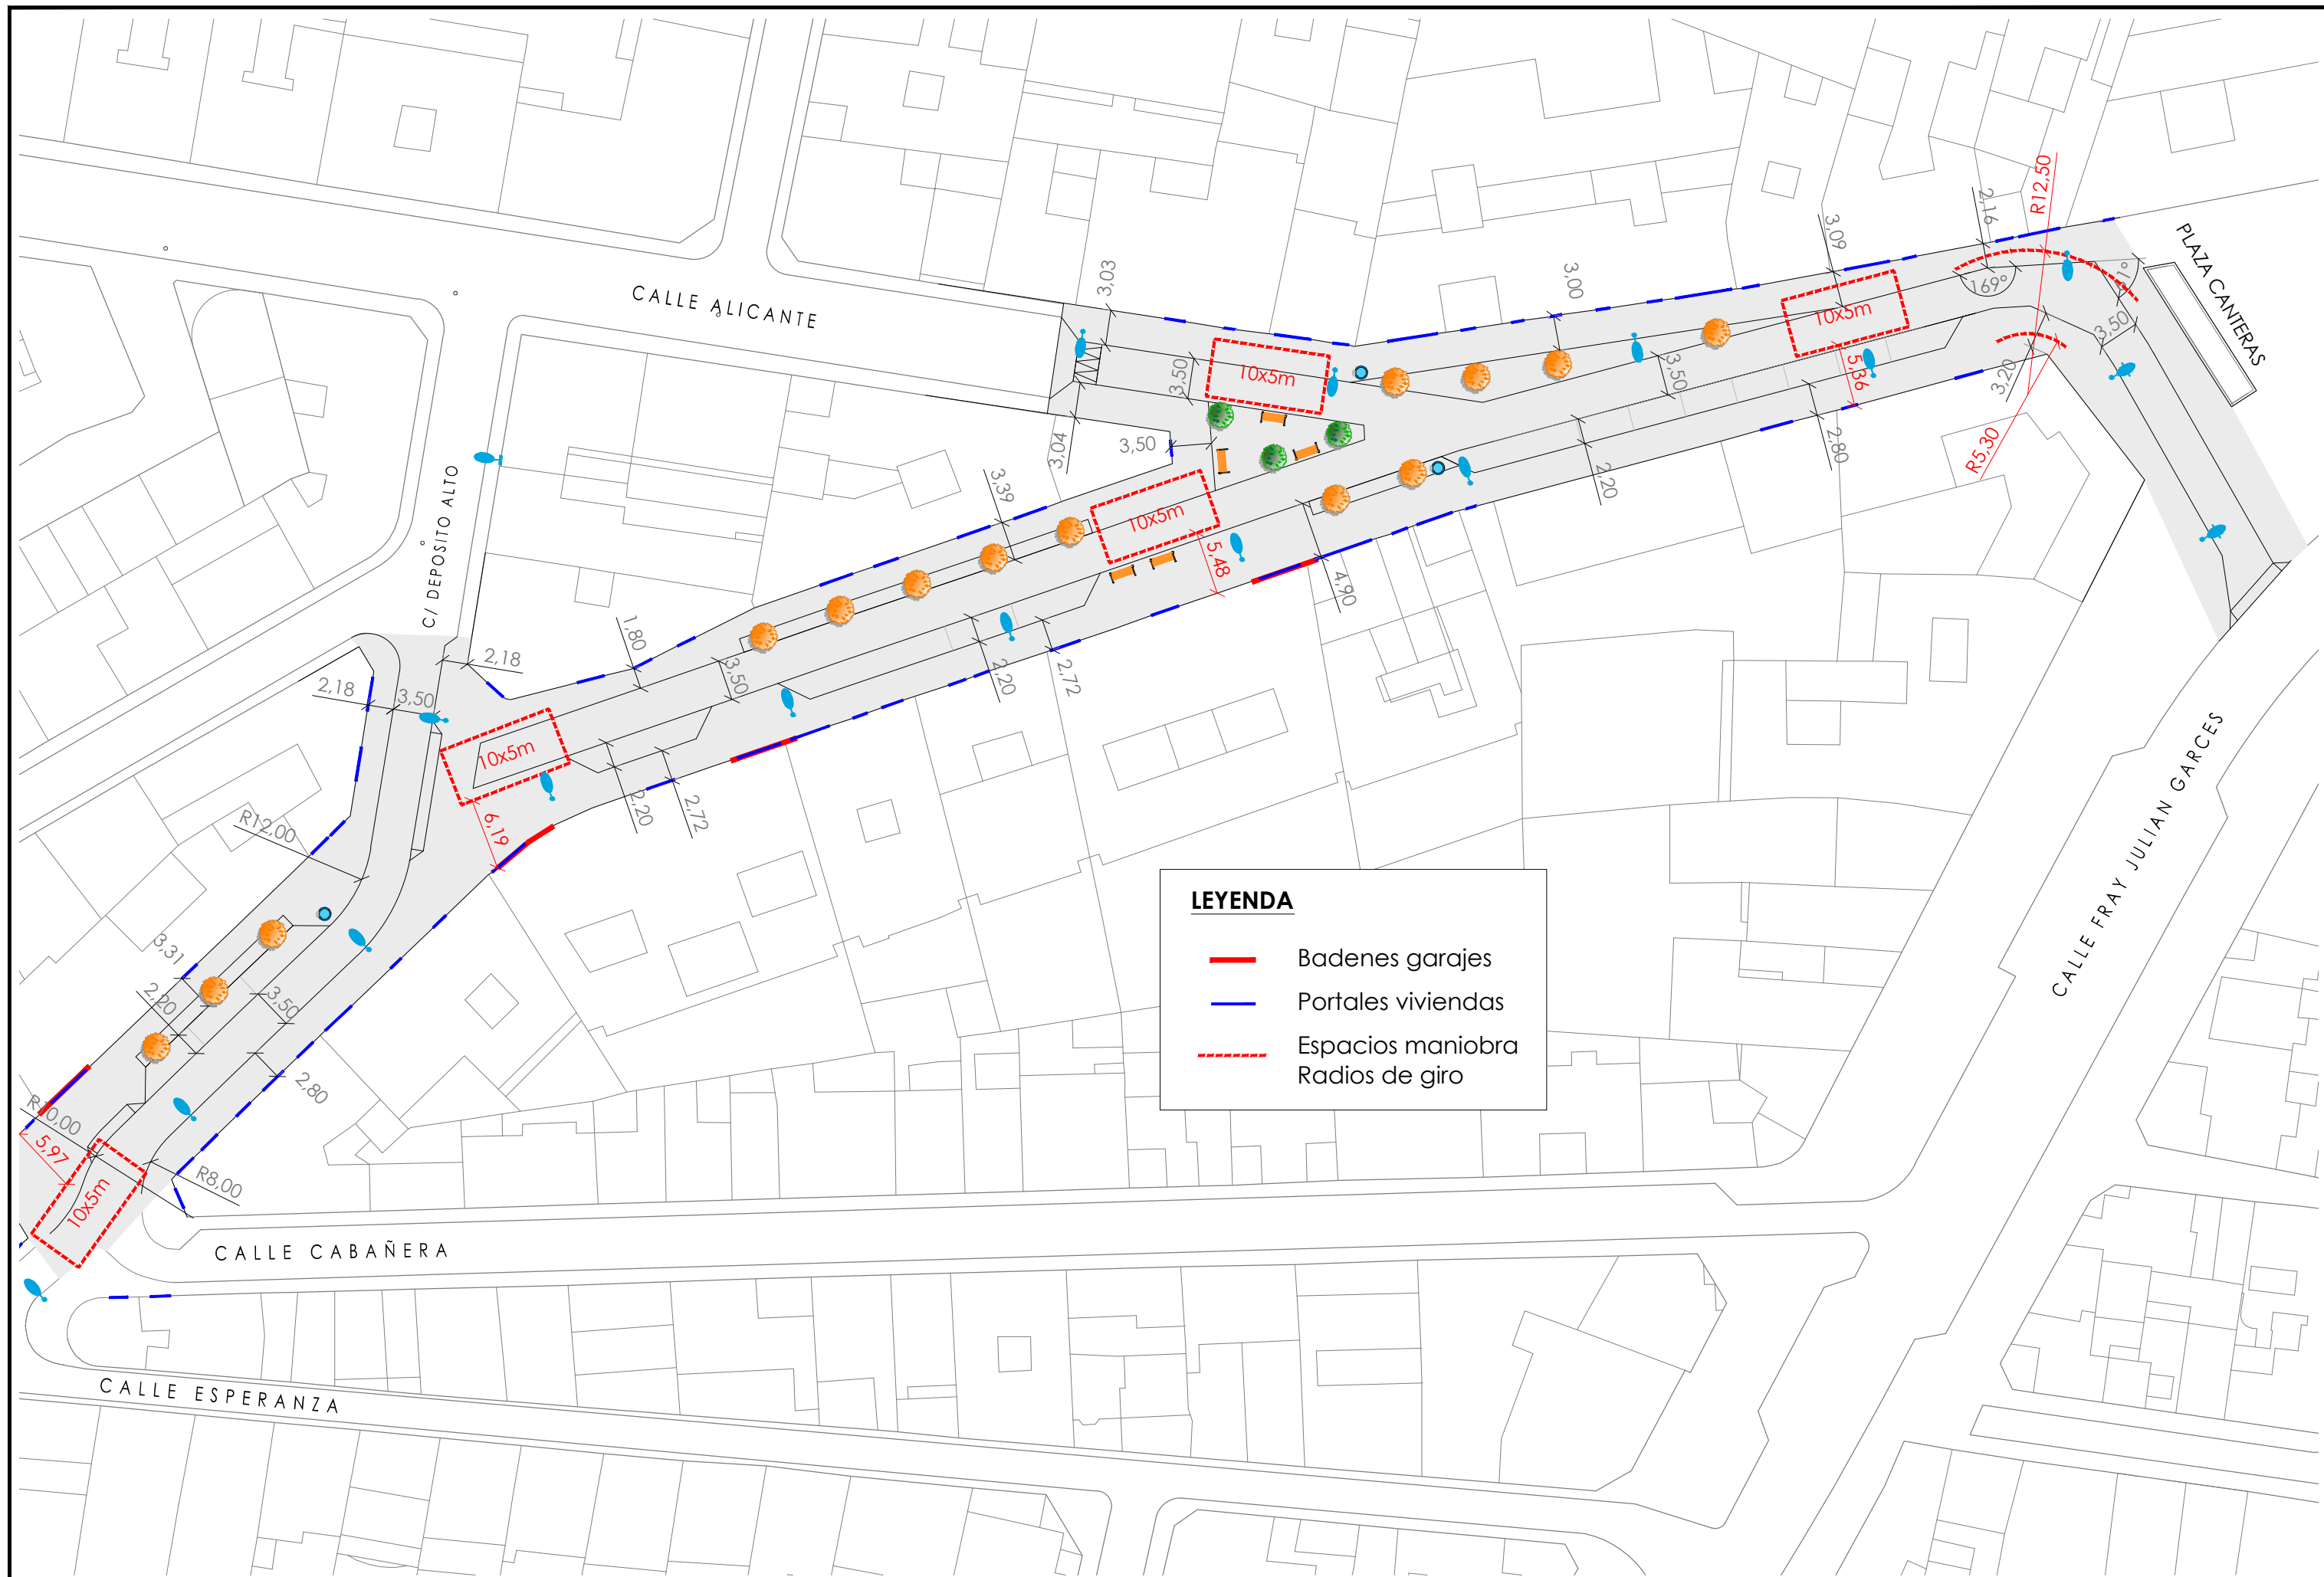 R12,50
2,16
3,09
PLAZA CANTERAS
3,03
3,00
CALLE ALICANTE
169°
1°
10x5m
3,50
10x5m
3,50
3,50
5,36
3,20
3,50
3,04
2,80
R5,30
C/ DEPOSITO ALTO
3,39
2,20
10x5m
5,48
4,90
1,80
2,18
3,50
2,20
2,72
2,18
3,50
10x5m
6,19
2,20
2,72
R12,00
CALLE FRAY JULIAN GARCES
LEYENDA
Badenes garajes
Portales viviendas
Espacios maniobra
Radios de giro
3,31
2,20
3,50
2,80
R10,00
5,97
R8,00
10x5m
CALLE CABAÑERA
CALLE ESPERANZA